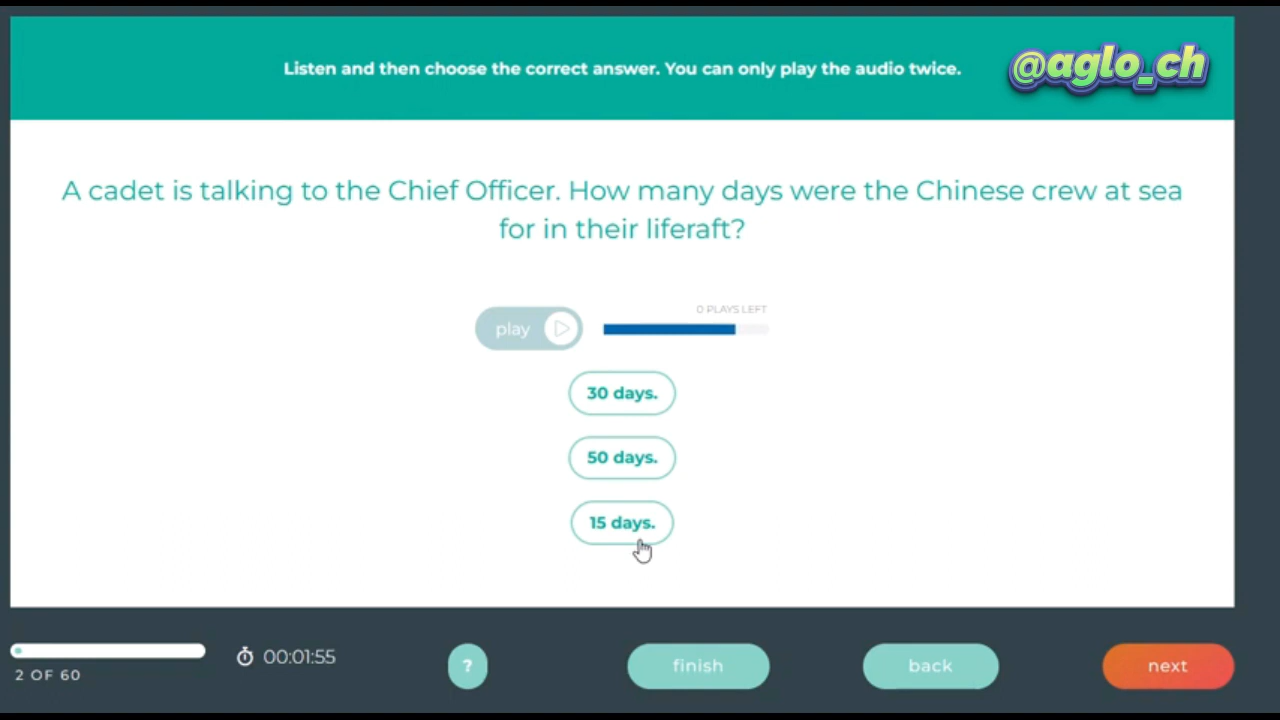 Listen and then choose the correct answer. You can only play the audio twice.
@aglo_ch
A cadet is talking to the Chief Officer. How many days were the Chinese crew at sea
for in their liferaft?
0 PLAYS LEFT
play
30 days.
50 days.
15 days.
2 OF 60
00:01:55
?
finish
back
next